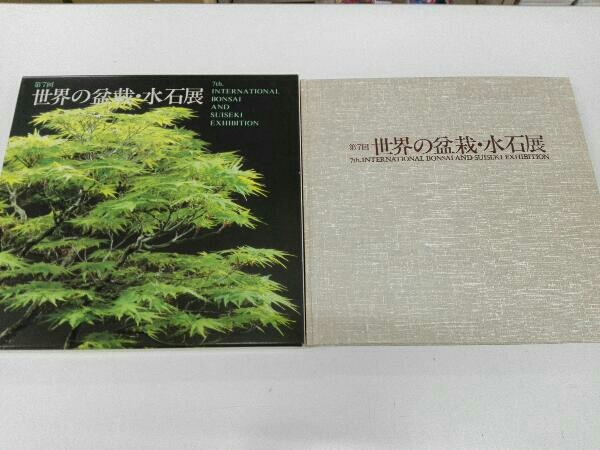 第7回
世界の盆栽・水石展
7th.
INTERNATIONAL
BONSAI
AND
SUISEKI
EXHIBITION
第7回 世界の盆栽・水石展
7th. INTERNATIONAL BONSAI AND SUISEKI EXHIBITION